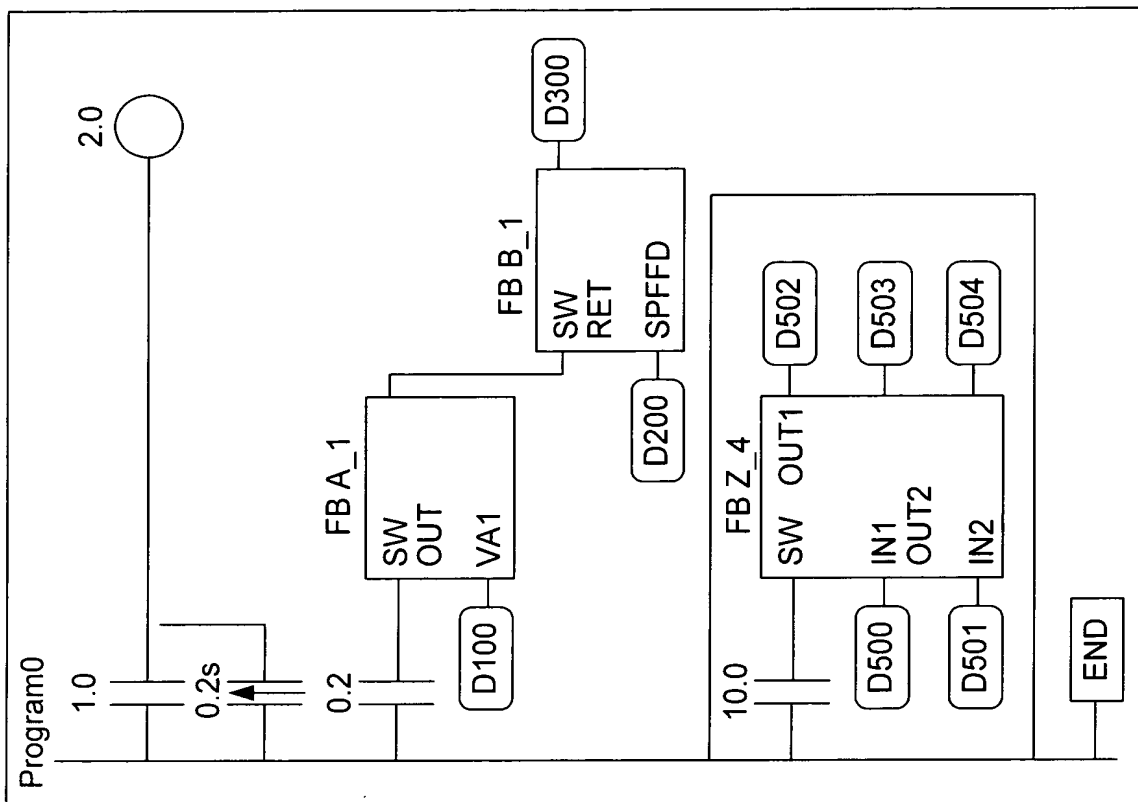 Program0
1.0
2.0
0.2s
0.2
FB A_1
SW
OUT
VA1
D100
FB B_1
SW
RET
SPFFD
D200
D300
10.0
FB Z_4
SW OUT1
IN1
OUT2
IN2
D500
D501
D502
D503
D504
END